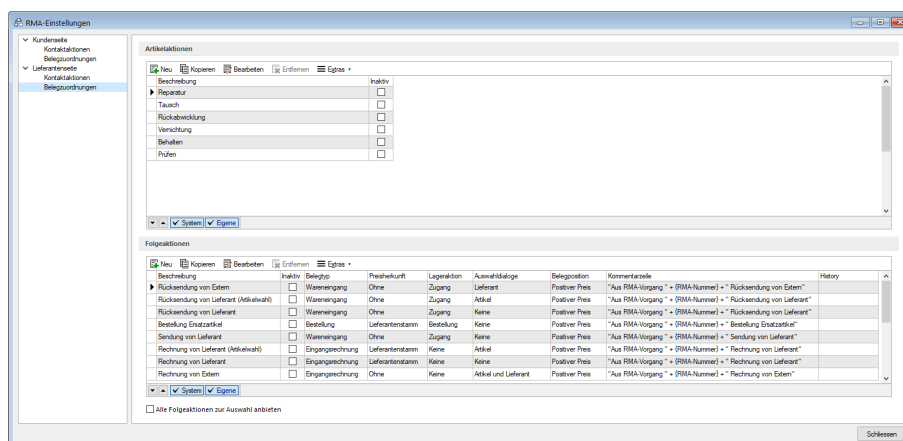 RMA-Einstellungen
Kundenseite
Kontaktaktionen
Belegzuordnungen
Lieferantenseite
Kontaktaktionen
Belegzuordnungen
Artikelaktionen
Neu Kopieren Bearbeiten Entfernen Extras
Beschreibung Inaktiv
Reparatur
Tausch
Rückabwicklung
Vernichtung
Behalten
Prüfen
System Eigene
Folgeaktionen
Neu Kopieren Bearbeiten Entfernen Extras
Beschreibung Inaktiv Belegtyp Preisherkunft Lageraktion Auswahldialoge Belegposition Kommentarzeile History
Rücksendung von Extern Wareneingang Ohne Zugang Lieferant Positiver Preis "Aus RMA-Vorgang " + {RMA-Nummer} + " Rücksendung von Extern"
Rücksendung von Lieferant (Artikelwahl) Wareneingang Ohne Zugang Artikel Positiver Preis "Aus RMA-Vorgang " + {RMA-Nummer} + " Rücksendung von Lieferant"
Rücksendung von Lieferant Wareneingang Ohne Zugang Keine Positiver Preis "Aus RMA-Vorgang " + {RMA-Nummer} + " Rücksendung von Lieferant"
Bestellung Ersatzartikel Bestellung Lieferantenstamm Bestellung Keine Positiver Preis "Aus RMA-Vorgang " + {RMA-Nummer} + " Bestellung Ersatzartikel"
Sendung von Lieferant Wareneingang Ohne Zugang Keine Positiver Preis "Aus RMA-Vorgang " + {RMA-Nummer} + " Sendung von Lieferant"
Rechnung von Lieferant (Artikelwahl) Eingangsrechnung Lieferantenstamm Keine Artikel Positiver Preis "Aus RMA-Vorgang " + {RMA-Nummer} + " Rechnung von Lieferant"
Rechnung von Lieferant Eingangsrechnung Lieferantenstamm Keine Keine Positiver Preis "Aus RMA-Vorgang " + {RMA-Nummer} + " Rechnung von Lieferant"
Rechnung von Extern Eingangsrechnung Ohne Keine Artikel und Lieferant Positiver Preis "Aus RMA-Vorgang " + {RMA-Nummer} + " Rechnung von Extern"
System Eigene
Alle Folgeaktionen zur Auswahl anbieten
Schliessen